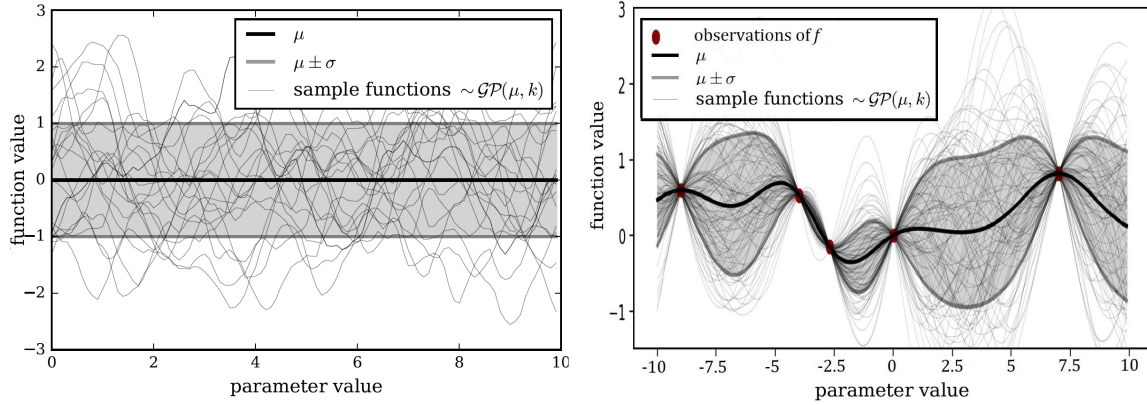 3
2
1
0
−1
−2
−3
function value
μ
μ ± σ
sample functions ∼ 𝒢𝒫(μ, k)
0
2
4
6
8
10
parameter value
3
2
1
0
−1
function value
observations of f
μ
μ ± σ
sample functions ∼ 𝒢𝒫(μ, k)
-10
-7.5
-5
-2.5
0
2.5
5
7.5
10
parameter value